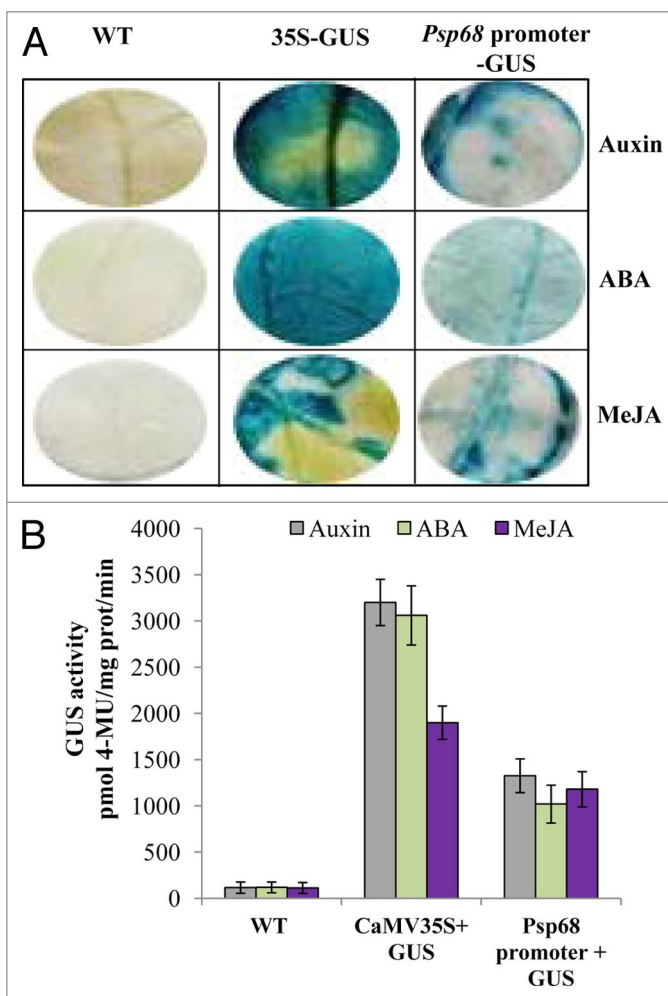 A
WT
35S-GUS
Psp68 promoter
-GUS
Auxin
ABA
MeJA
B
Auxin
ABA
MeJA
4000
3500
3000
2500
2000
1500
1000
500
0
GUS activity
pmol 4-MU/mg prot/min
WT
CaMV35S+
GUS
Psp68
promoter +
GUS